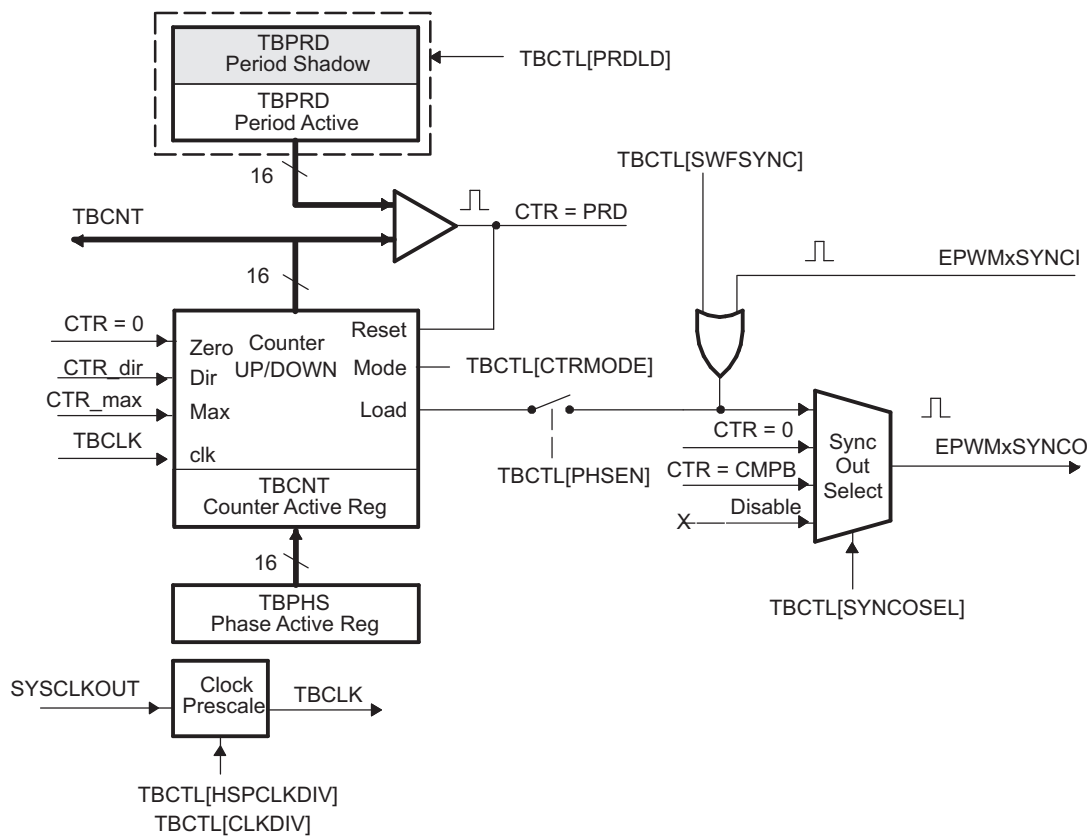 TBPRD
Period Shadow
TBPRD
Period Active
TBCTL[PRDLD]
16
TBCTL[SWFSYNC]
TBCNT
CTR = PRD
16
EPWMxSYNCI
CTR = 0
CTR_dir
CTR_max
TBCLK
Zero
Dir
Max
clk
Counter
UP/DOWN
Reset
Mode
Load
TBCTL[CTRMODE]
TBCNT
Counter Active Reg
TBCTL[PHSEN]
CTR = 0
CTR = CMPB
Disable
X
Sync
Out
Select
EPWMxSYNCO
16
TBPHS
Phase Active Reg
TBCTL[SYNCOSEL]
SYSCLKOUT
Clock
Prescale
TBCLK
TBCTL[HSPCLKDIV]
TBCTL[CLKDIV]